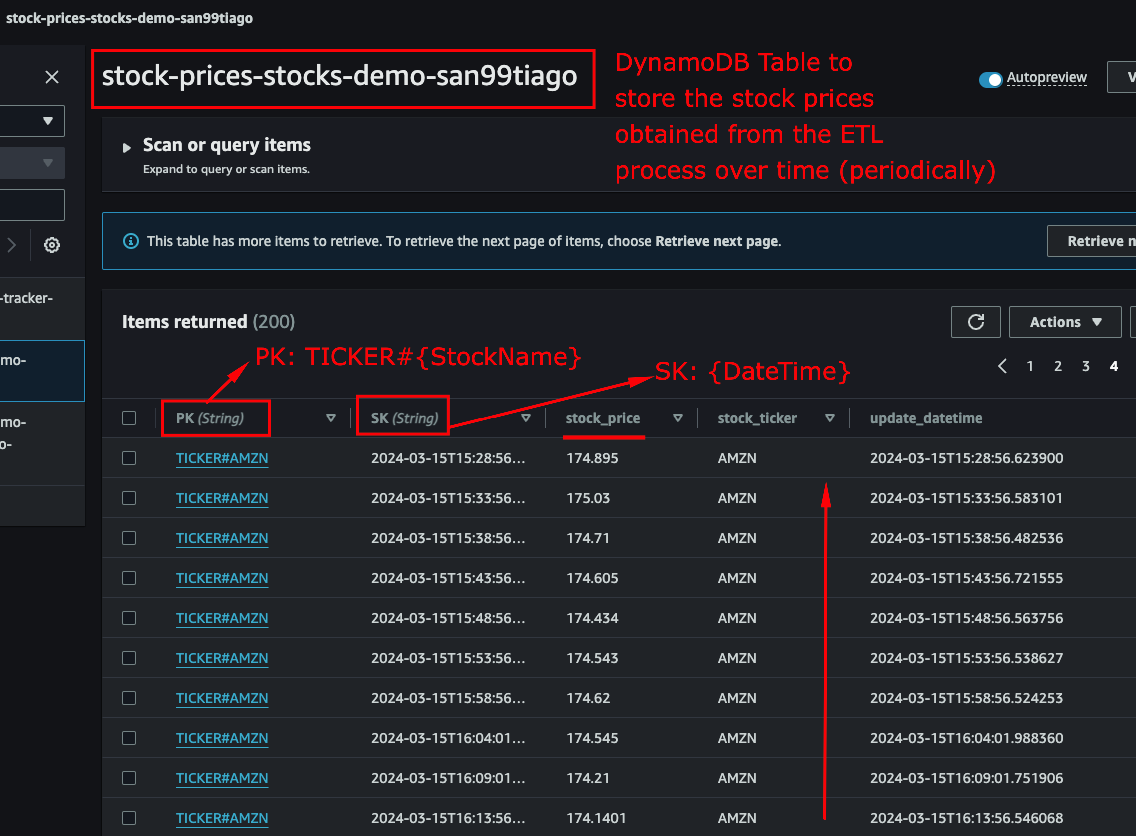 stock-prices-stocks-demo-san99tiago
stock-prices-stocks-demo-san99tiago
DynamoDB Table to
store the stock prices
obtained from the ETL
process over time (periodically)
Autopreview
V
Scan or query items
Expand to query or scan items.
This table has more items to retrieve. To retrieve the next page of items, choose Retrieve next page.
Retrieve n
-tracker-
mo-
mo-
o-
Items returned (200)
Actions
PK: TICKER#{StockName}
SK: {DateTime}
1 2 3 4
PK (String) SK (String) stock_price stock_ticker update_datetime
TICKER#AMZN 2024-03-15T15:28:56... 174.895 AMZN 2024-03-15T15:28:56.623900
TICKER#AMZN 2024-03-15T15:33:56... 175.03 AMZN 2024-03-15T15:33:56.583101
TICKER#AMZN 2024-03-15T15:38:56... 174.71 AMZN 2024-03-15T15:38:56.482536
TICKER#AMZN 2024-03-15T15:43:56... 174.605 AMZN 2024-03-15T15:43:56.721555
TICKER#AMZN 2024-03-15T15:48:56... 174.434 AMZN 2024-03-15T15:48:56.563756
TICKER#AMZN 2024-03-15T15:53:56... 174.543 AMZN 2024-03-15T15:53:56.538627
TICKER#AMZN 2024-03-15T15:58:56... 174.62 AMZN 2024-03-15T15:58:56.524253
TICKER#AMZN 2024-03-15T16:04:01... 174.545 AMZN 2024-03-15T16:04:01.988360
TICKER#AMZN 2024-03-15T16:09:01... 174.21 AMZN 2024-03-15T16:09:01.751906
TICKER#AMZN 2024-03-15T16:13:56... 174.1401 AMZN 2024-03-15T16:13:56.546068